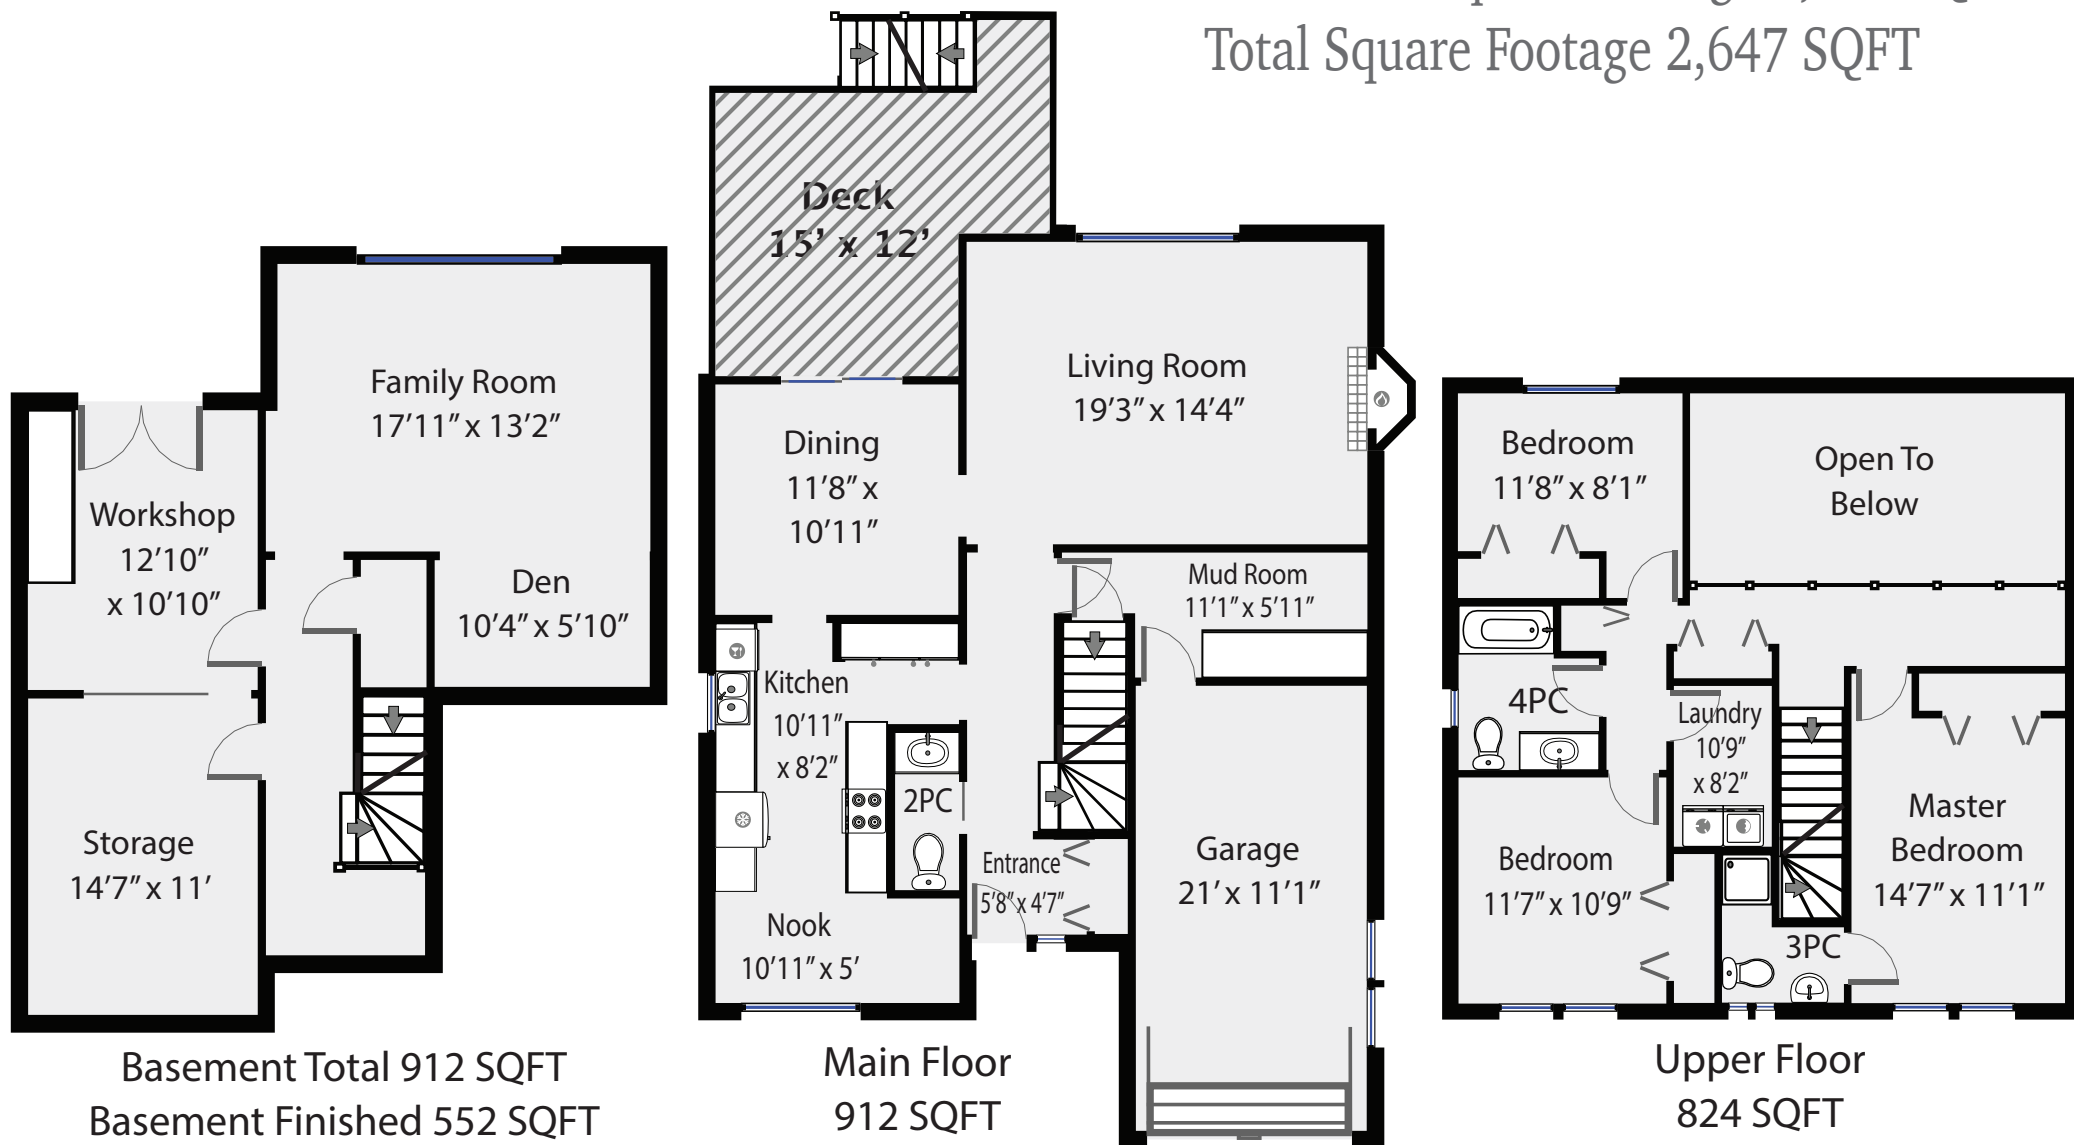 Total Square Footage 2,647 SQFT
Deck
15’ x 12’
Family Room
17’11” x 13’2”
Workshop
12’10”
x 10’10”
Den
10’4” x 5’10”
Storage
14’7” x 11'
Basement Total 912 SQFT
Basement Finished 552 SQFT
Living Room
19’3” x 14’4”
Dining
11’8” x
10’11”
Mud Room
11’1” x 5’11”
Kitchen
10’11”
x 8’2”
2PC
Entrance
5’8” x 4’7”
Garage
21’ x 11’1”
Nook
10’11” x 5’
Main Floor
912 SQFT
Bedroom
11’8” x 8’1”
Open To
Below
4PC
Laundry
10’9”
x 8’2”
Master
Bedroom
14’7” x 11’1”
Bedroom
11’7” x 10’9”
3PC
Upper Floor
824 SQFT